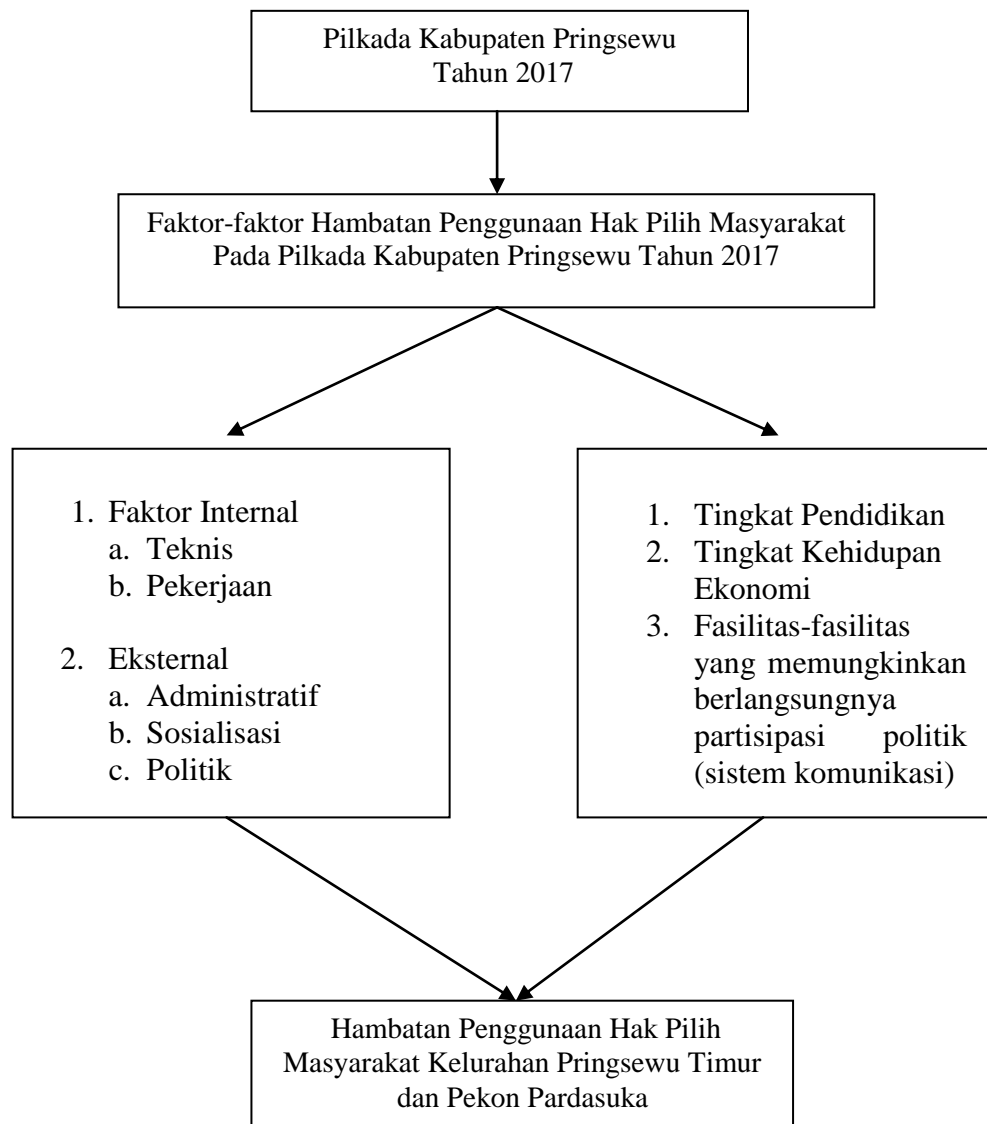 Pilkada Kabupaten Pringsewu
Tahun 2017
Faktor-faktor Hambatan Penggunaan Hak Pilih Masyarakat
Pada Pilkada Kabupaten Pringsewu Tahun 2017
1. Faktor Internal
a. Teknis
b. Pekerjaan
2. Eksternal
a. Administratif
b. Sosialisasi
c. Politik
1. Tingkat Pendidikan
2. Tingkat Kehidupan
Ekonomi
3. Fasilitas-fasilitas
yang memungkinkan
berlangsungnya
partisipasi politik
(sistem komunikasi)
Hambatan Penggunaan Hak Pilih
Masyarakat Kelurahan Pringsewu Timur
dan Pekon Pardasuka